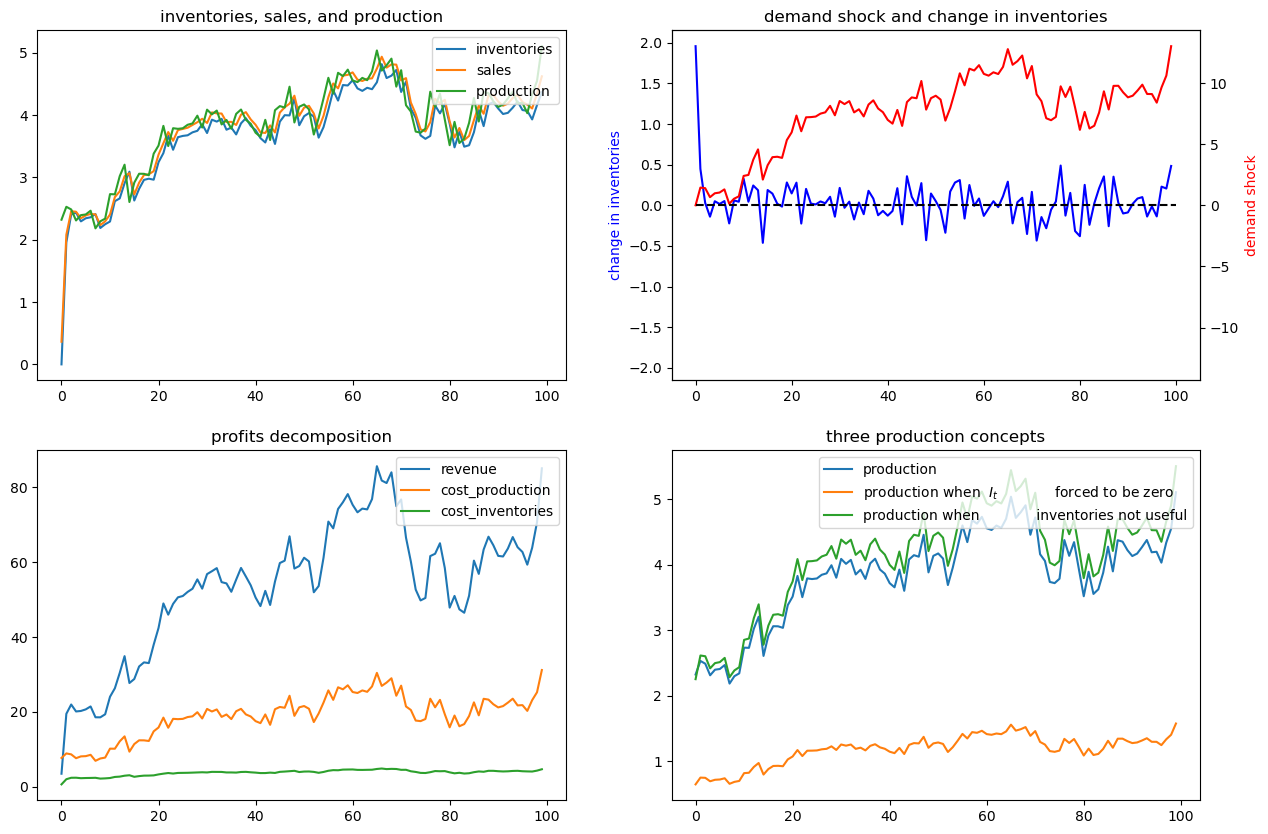 inventories, sales, and production
5
4
3
2
1
0
0 20 40 60 80 100
inventories
sales
production
demand shock and change in inventories
change in inventories
2.0
1.5
1.0
0.5
0.0
−0.5
−1.0
−1.5
−2.0
0 20 40 60 80 100
10
5
0
−5
−10
demand shock
profits decomposition
80
60
40
20
0
0 20 40 60 80 100
revenue
cost_production
cost_inventories
three production concepts
5
4
3
2
1
0 20 40 60 80 100
production
production when I_t forced to be zero
production when inventories not useful